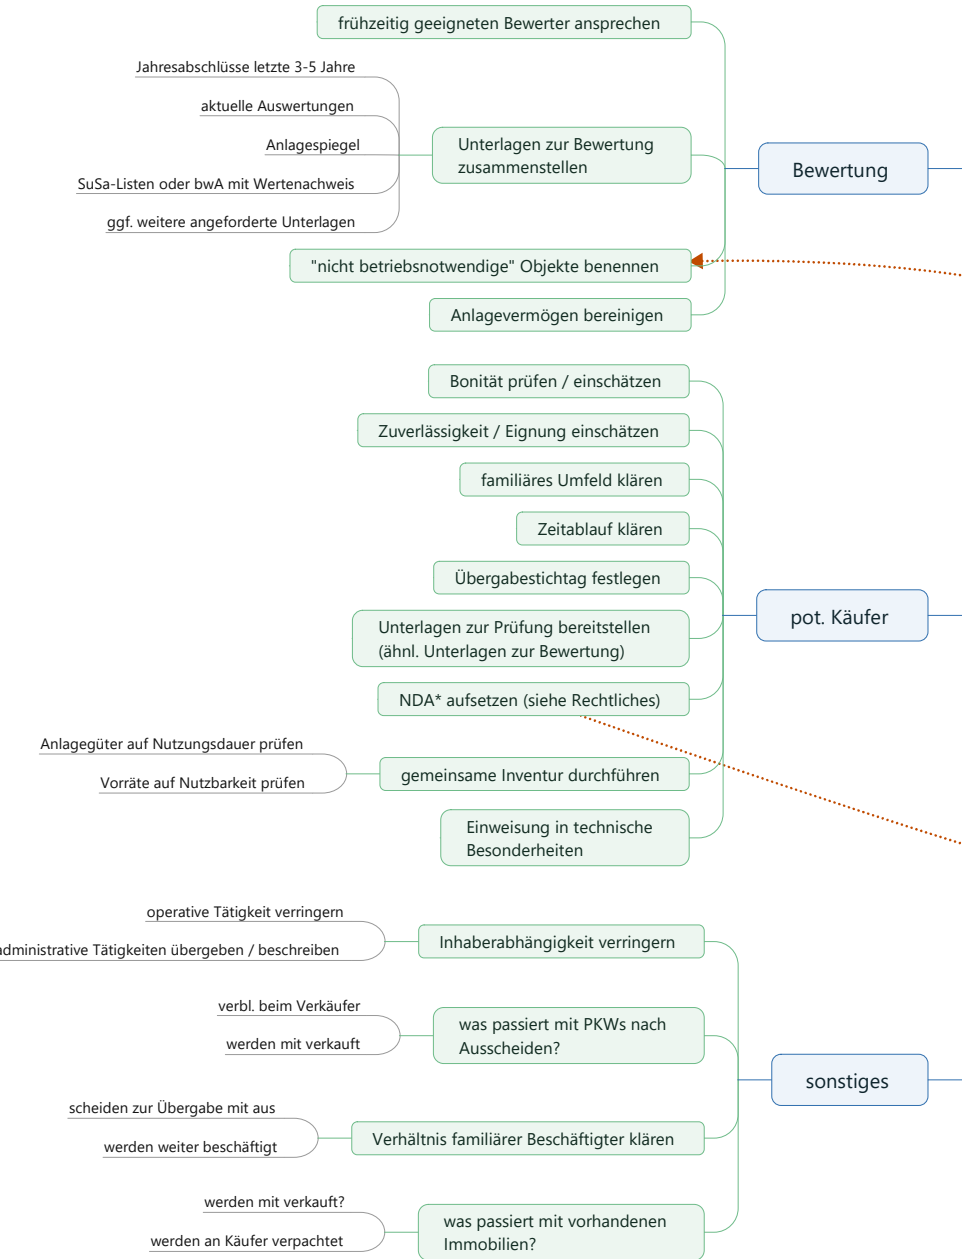 frühzeitig geeigneten Bewerter ansprechen
Jahresabschlüsse letzte 3-5 Jahre
aktuelle Auswertungen
Anlagespiegel
SuSa-Listen oder bwA mit Wertenachweis
ggf. weitere angeforderte Unterlagen
Unterlagen zur Bewertung
zusammenstellen
Bewertung
"nicht betriebsnotwendige" Objekte benennen
Anlagevermögen bereinigen
Bonität prüfen / einschätzen
Zuverlässigkeit / Eignung einschätzen
familiäres Umfeld klären
Zeitablauf klären
Übergabestichtag festlegen
pot. Käufer
Unterlagen zur Prüfung bereitstellen
(ähnl. Unterlagen zur Bewertung)
NDA* aufsetzen (siehe Rechtliches)
Anlagegüter auf Nutzungsdauer prüfen
Vorräte auf Nutzbarkeit prüfen
gemeinsame Inventur durchführen
Einweisung in technische
Besonderheiten
operative Tätigkeit verringern
administrative Tätigkeiten übergeben / beschreiben
Inhaberabhängigkeit verringern
verbl. beim Verkäufer
werden mit verkauft
was passiert mit PKWs nach
Ausscheiden?
sonstiges
scheiden zur Übergabe mit aus
werden weiter beschäftigt
Verhältnis familiärer Beschäftigter klären
werden mit verkauft?
werden an Käufer verpachtet
was passiert mit vorhandenen
Immobilien?